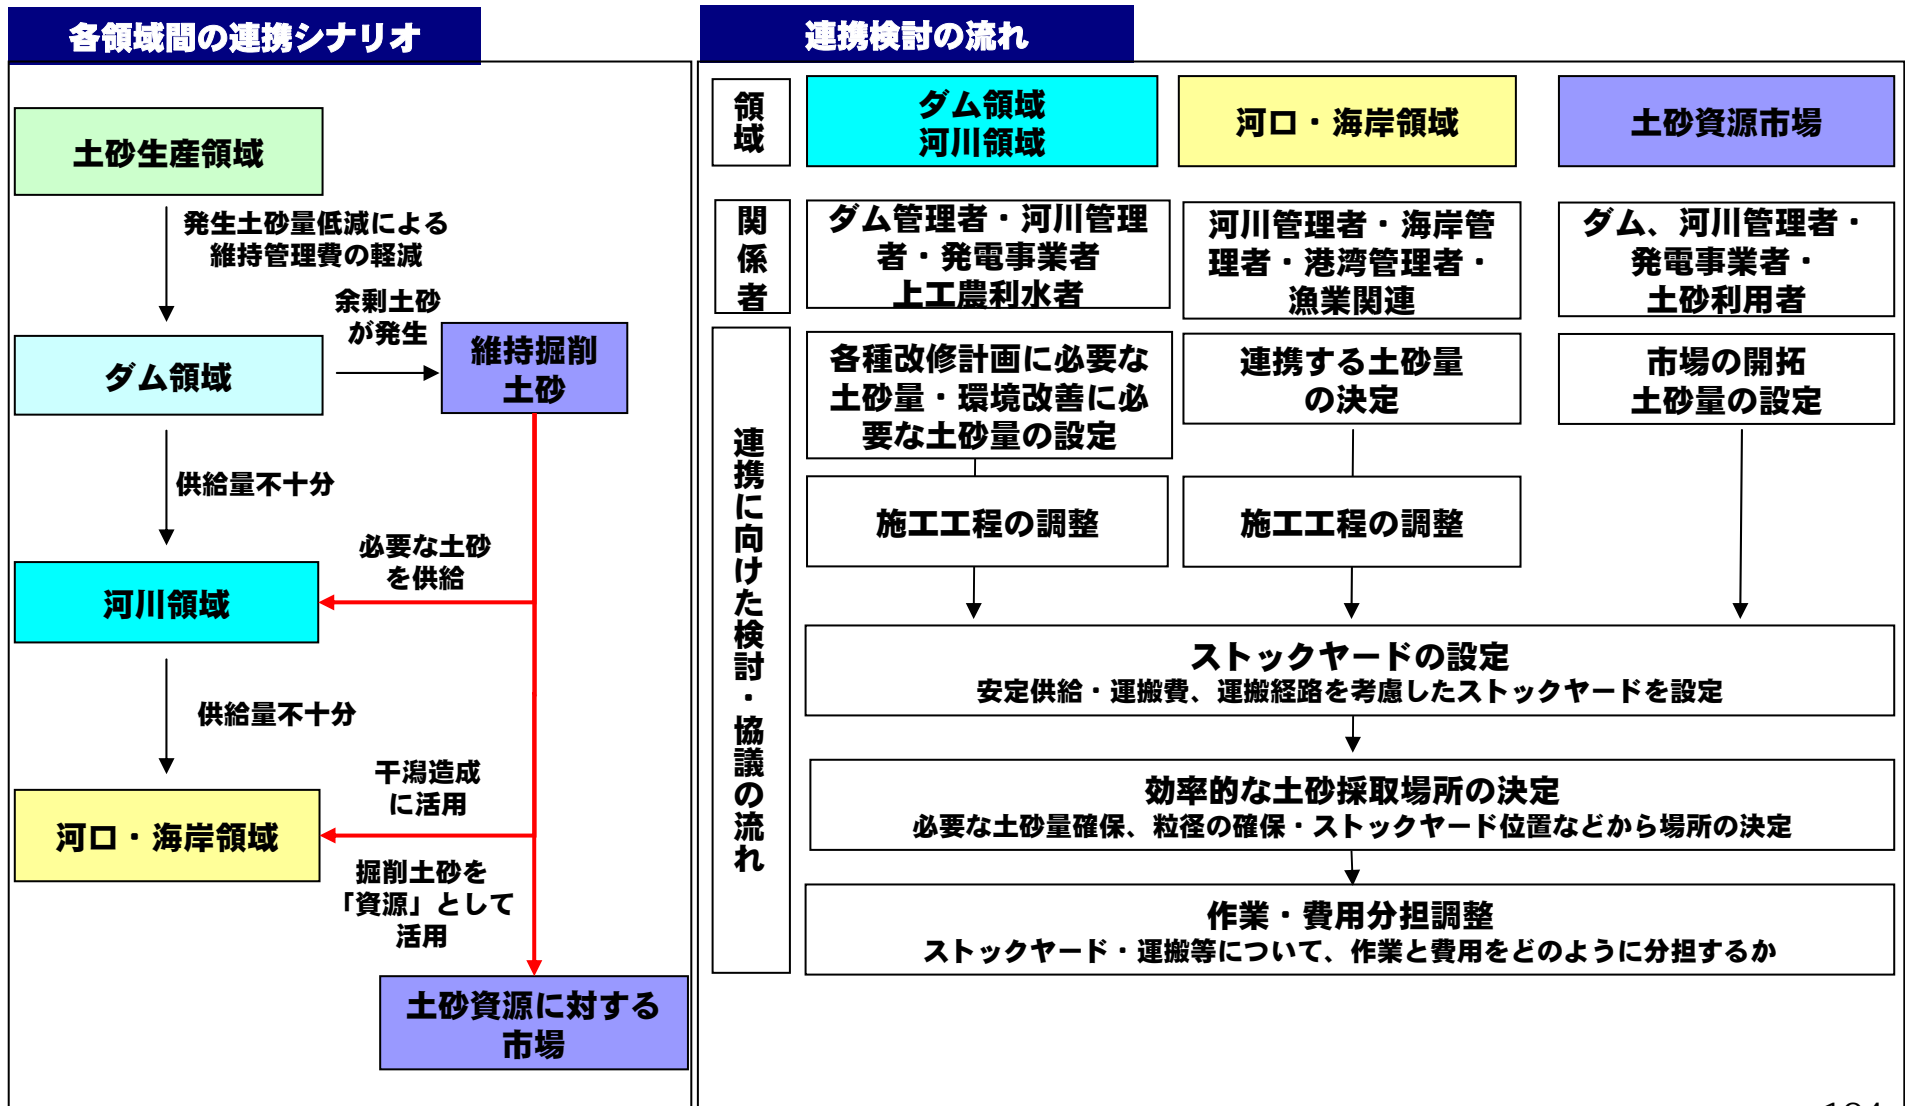 各領域間の連携シナリオ
土砂生産領域
発生土砂量低減による
維持管理費の軽減
余剰土砂
が発生
ダム領域
維持掘削
土砂
供給量不十分
必要な土砂
を供給
河川領域
供給量不十分
干潟造成
に活用
河口・海岸領域
掘削土砂を
「資源」として
活用
土砂資源に対する
市場
連携検討の流れ
領
域
ダム領域
河川領域
河口・海岸領域
土砂資源市場
関
係
者
ダム管理者・河川管理
者・発電事業者
上工農利水者
河川管理者・海岸管
理者・港湾管理者・
漁業関連
ダム、河川管理者・
発電事業者・
土砂利用者
連携に向けた検討・協議の流れ
各種改修計画に必要な
土砂量・環境改善に必
要な土砂量の設定
連携する土砂量
の決定
市場の開拓
土砂量の設定
施工工程の調整
施工工程の調整
ストックヤードの設定
安定供給・運搬費、運搬経路を考慮したストックヤードを設定
効率的な土砂採取場所の決定
必要な土砂量確保、粒径の確保・ストックヤード位置などから場所の決定
作業・費用分担調整
ストックヤード・運搬等について、作業と費用をどのように分担するか